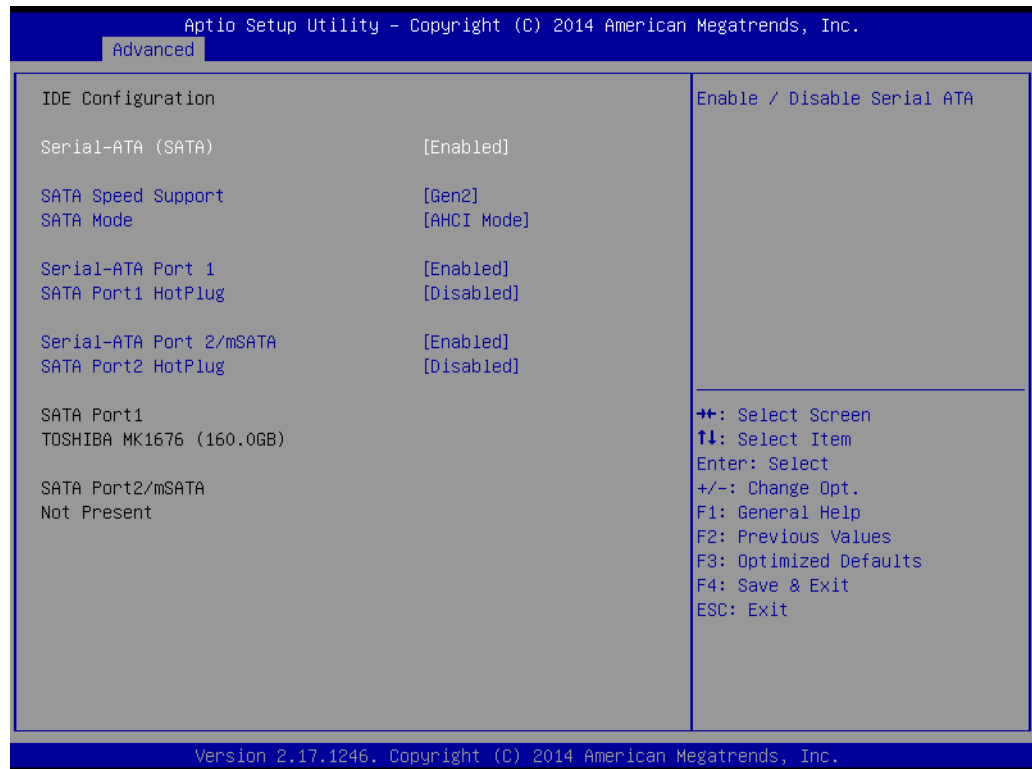 Aptio Setup Utility – Copyright (C) 2014 American Megatrends, Inc.
Advanced
IDE Configuration
Serial-ATA (SATA) [Enabled]
SATA Speed Support [Gen2]
SATA Mode [AHCI Mode]
Serial-ATA Port 1 [Enabled]
SATA Port1 HotPlug [Disabled]
Serial-ATA Port 2/mSATA [Enabled]
SATA Port2 HotPlug [Disabled]
SATA Port1
TOSHIBA MK1676 (160.0GB)
SATA Port2/mSATA
Not Present
Enable / Disable Serial ATA
→←: Select Screen
↑↓: Select Item
Enter: Select
+/-: Change Opt.
F1: General Help
F2: Previous Values
F3: Optimized Defaults
F4: Save & Exit
ESC: Exit
Version 2.17.1246. Copyright (C) 2014 American Megatrends, Inc.